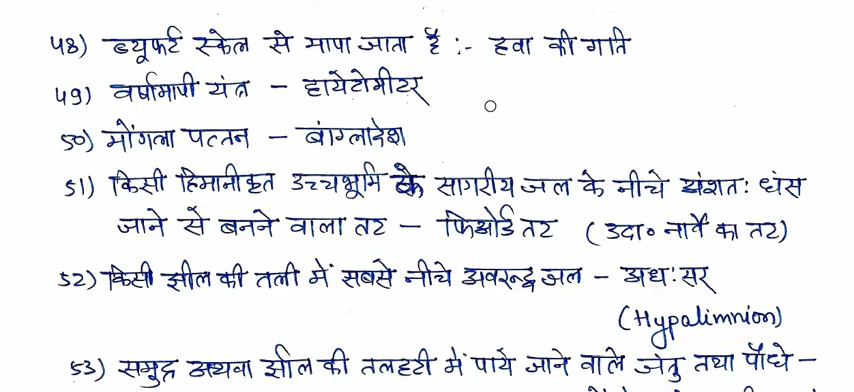 48) ब्यूफर्ट स्केल से मापा जाता है :- हवा की गति
49) वर्षामापी यंत्र – हायेटोमीटर
50) मोंगला पत्तन – बांग्लादेश
51) किसी हिमानीकृत उच्चभूमि के सागरीय जल के नीचे अंशत: धंस
जाने से बनने वाला तट – फिओर्ड तट (उदा० नार्वे का तट)
52) किसी झील की तली में सबसे नीचे अवरुद्ध जल – अध:सर
(Hypalimnion)
53) समुद्र अथवा झील की तलहटी में पाये जाने वाले जंतु तथा पौधे –